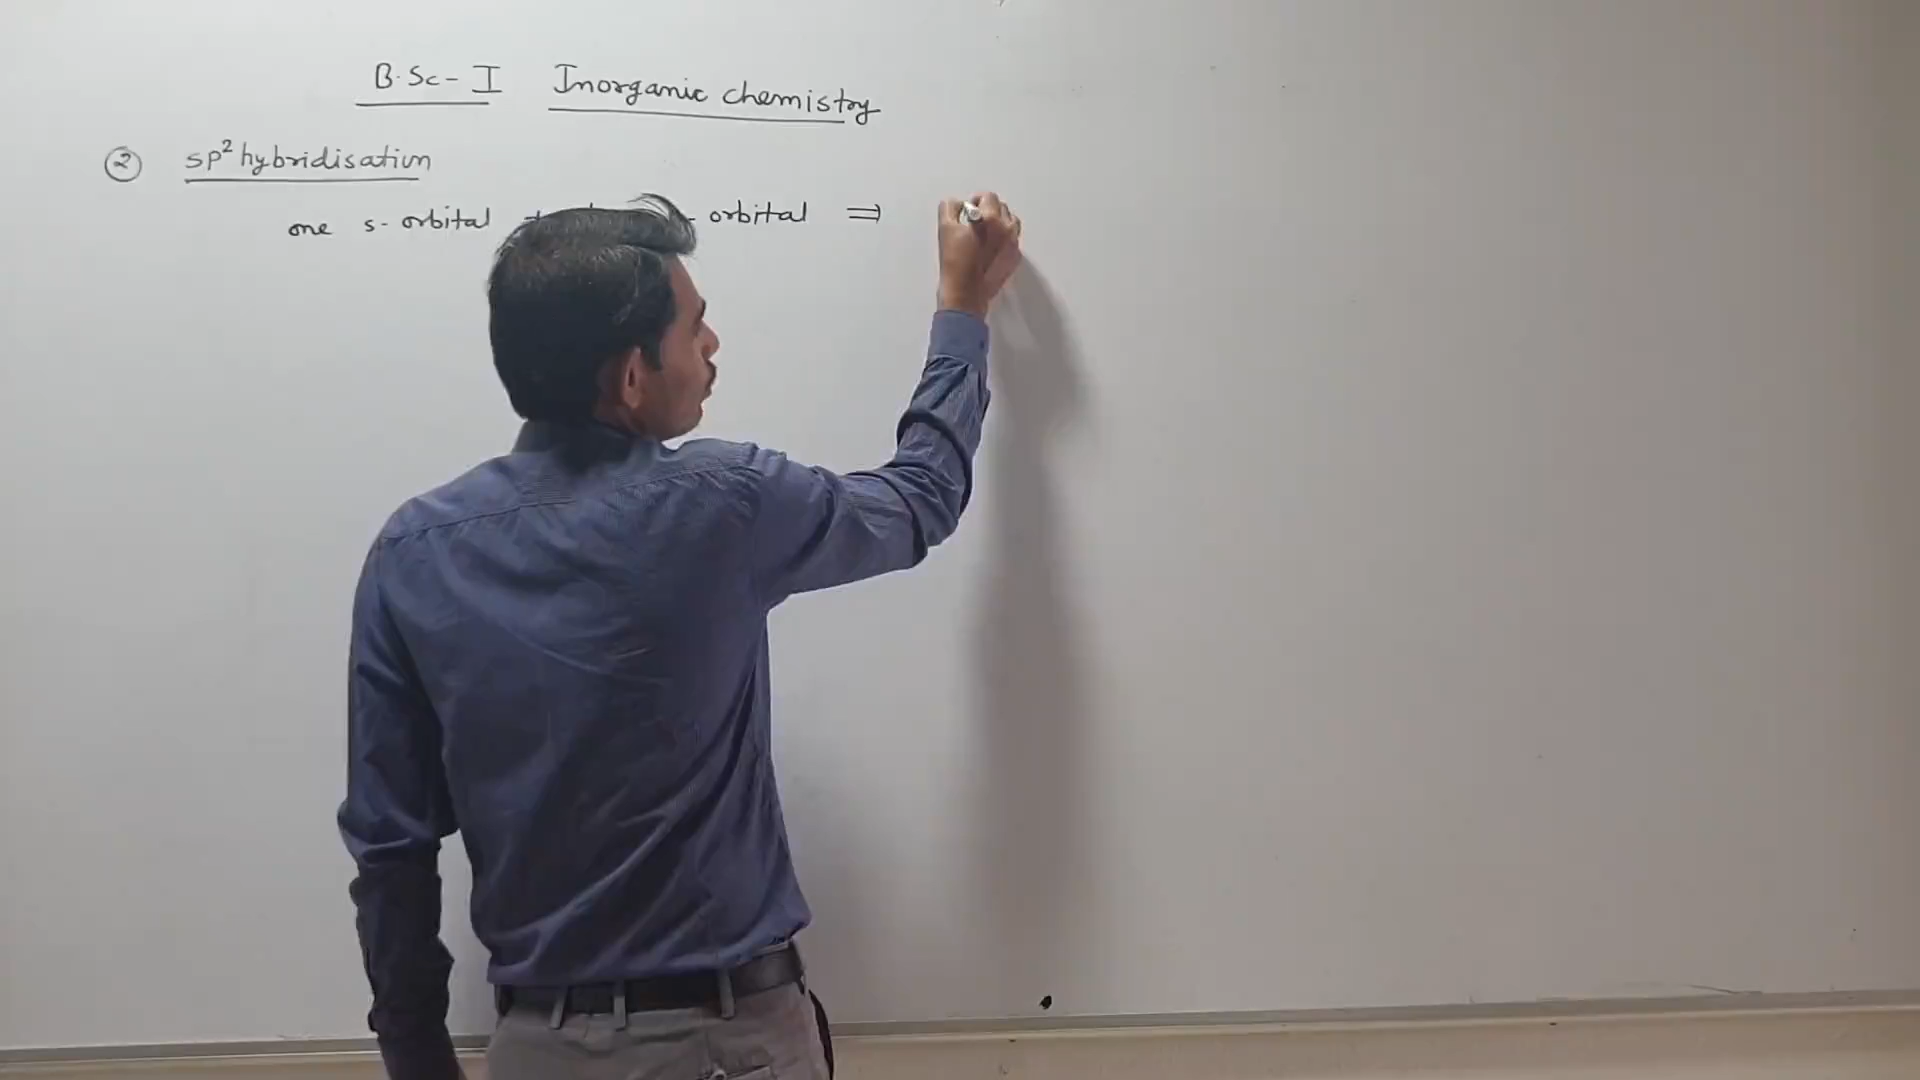 B.Sc-I Inorganic chemistry
② sp² hybridisation
one s-orbital orbital ⇒